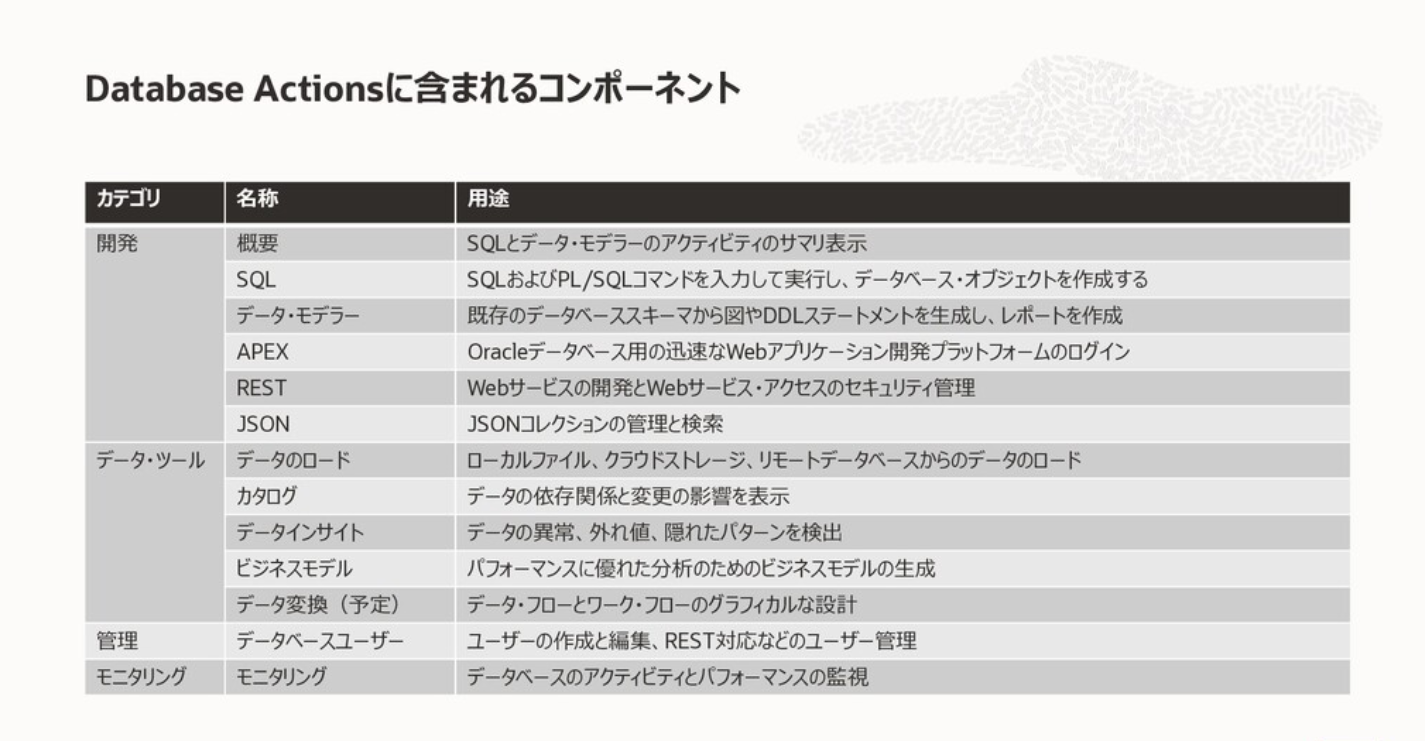 Database Actionsに含まれるコンポーネント
カテゴリ 名称 用途
開発 概要 SQLとデータ・モデラーのアクティビティのサマリ表示
SQL SQLおよびPL/SQLコマンドを入力して実行し、データベース・オブジェクトを作成する
データ・モデラー 既存のデータベーススキーマから図やDDLステートメントを生成し、レポートを作成
APEX Oracleデータベース用の迅速なWebアプリケーション開発プラットフォームのログイン
REST Webサービスの開発とWebサービス・アクセスのセキュリティ管理
JSON JSONコレクションの管理と検索
データ・ツール データのロード ローカルファイル、クラウドストレージ、リモートデータベースからのデータのロード
カタログ データの依存関係と変更の影響を表示
データインサイト データの異常、外れ値、隠れたパターンを検出
ビジネスモデル パフォーマンスに優れた分析のためのビジネスモデルの生成
データ変換（予定） データ・フローとワーク・フローのグラフィカルな設計
管理 データベースユーザー ユーザーの作成と編集、REST対応などのユーザー管理
モニタリング モニタリング データベースのアクティビティとパフォーマンスの監視